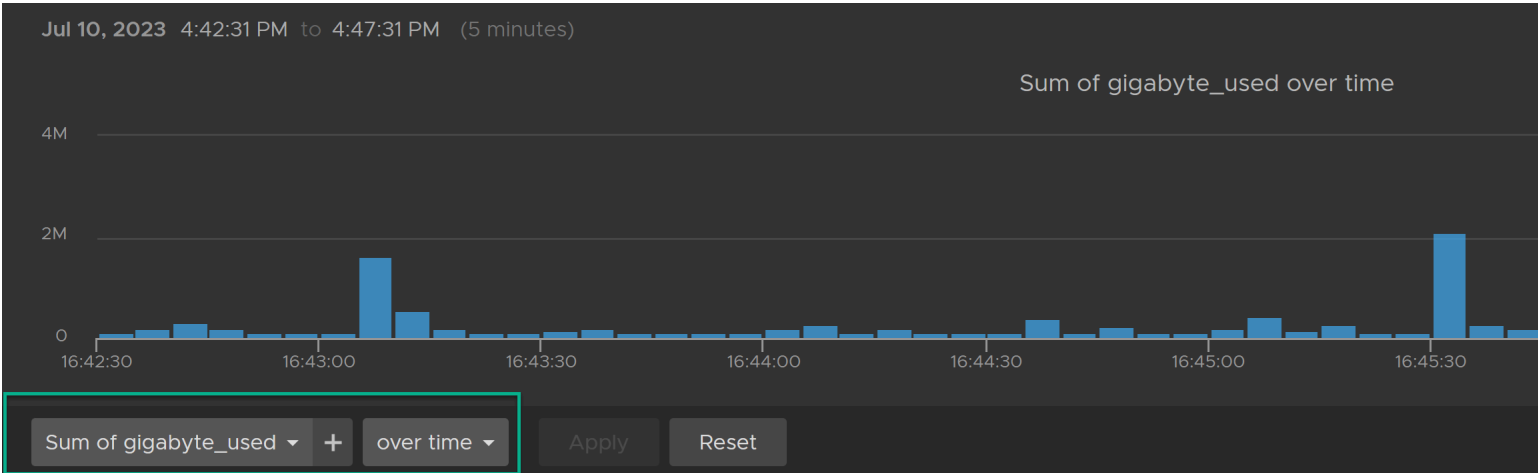 Jul 10, 2023 4:42:31 PM to 4:47:31 PM (5 minutes)
Sum of gigabyte_used over time
4M
2M
0
16:42:30 16:43:00 16:43:30 16:44:00 16:44:30 16:45:00 16:45:30
Sum of gigabyte_used + over time Apply Reset